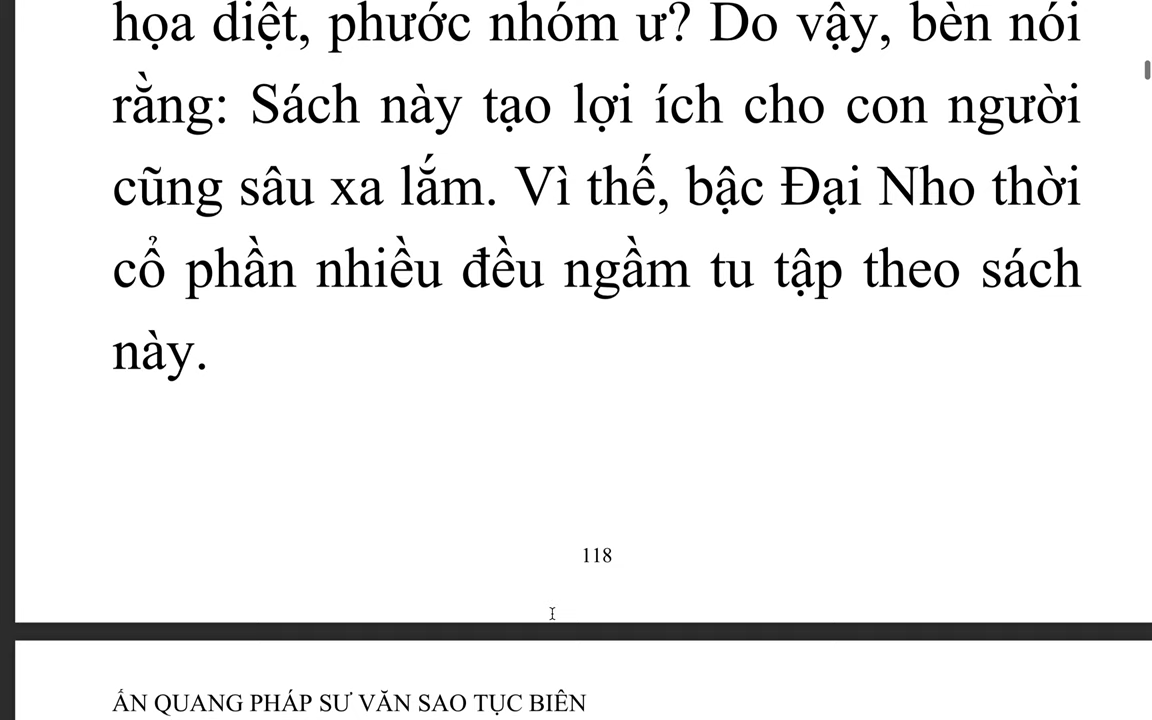 họa diệt, phước nhóm ư? Do vậy, bèn nói
rằng: Sách này tạo lợi ích cho con người
cũng sâu xa lắm. Vì thế, bậc Đại Nho thời
cổ phần nhiều đều ngầm tu tập theo sách
này.
118
ẤN QUANG PHÁP SƯ VĂN SAO TỤC BIÊN